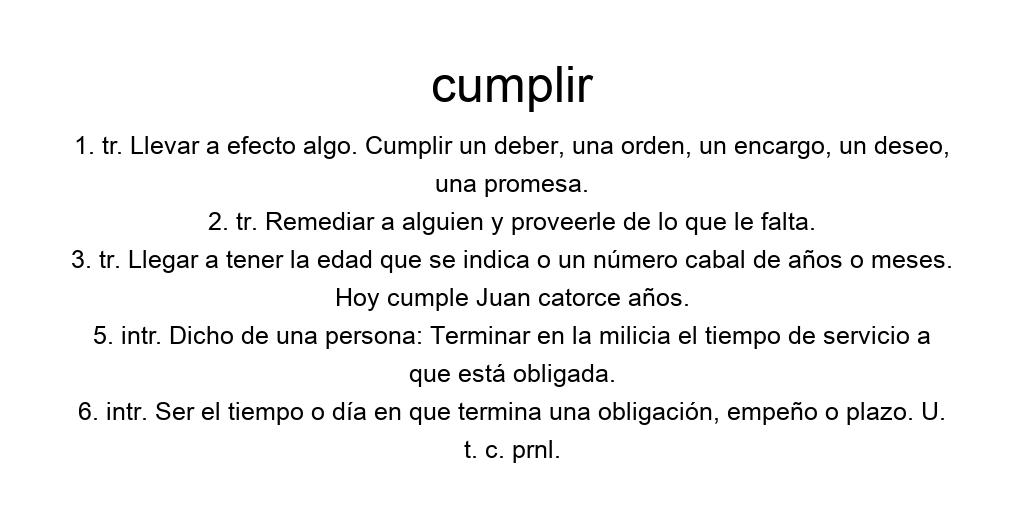 cumplir
1. tr. Llevar a efecto algo. Cumplir un deber, una orden, un encargo, un deseo,
una promesa.
2. tr. Remediar a alguien y proveerle de lo que le falta.
3. tr. Llegar a tener la edad que se indica o un número cabal de años o meses.
Hoy cumple Juan catorce años.
5. intr. Dicho de una persona: Terminar en la milicia el tiempo de servicio a
que está obligada.
6. intr. Ser el tiempo o día en que termina una obligación, empeño o plazo. U.
t. c. prnl.